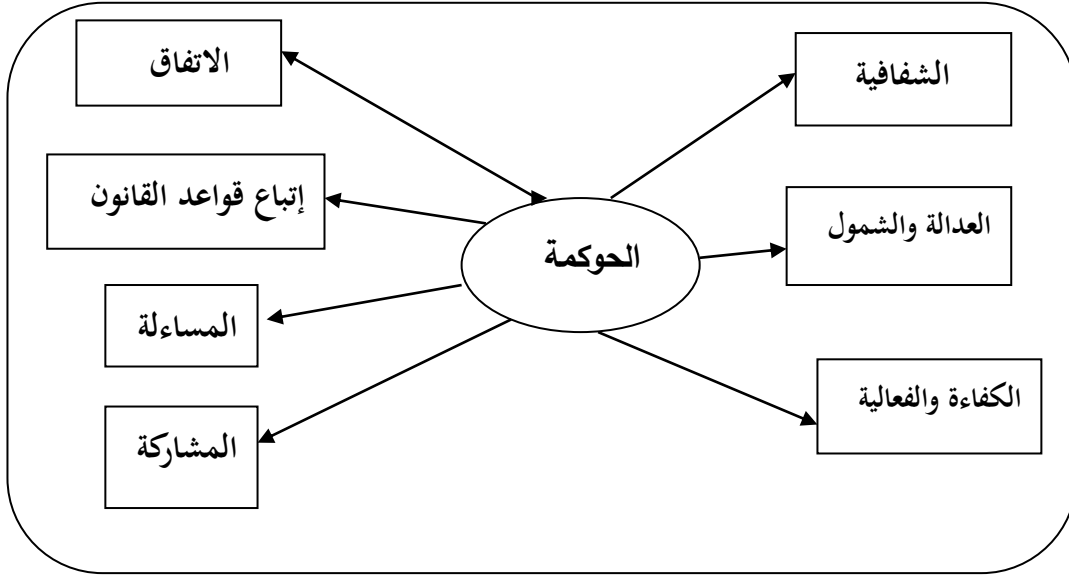 الشفافية
الاتفاق
العدالة والشمول
إتباع قواعد القانون
الحوكمة
المساءلة
الكفاءة والفعالية
المشاركة